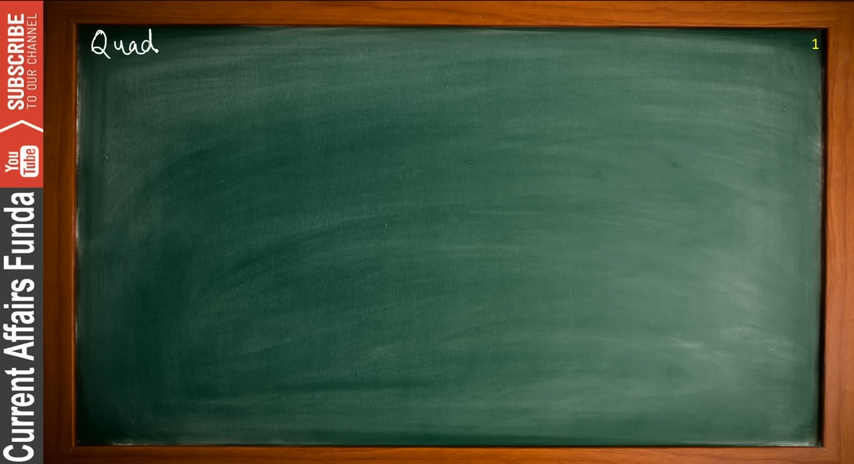 Quad
1
SUBSCRIBE
TO OUR CHANNEL
You
Tube
Current Affairs Funda